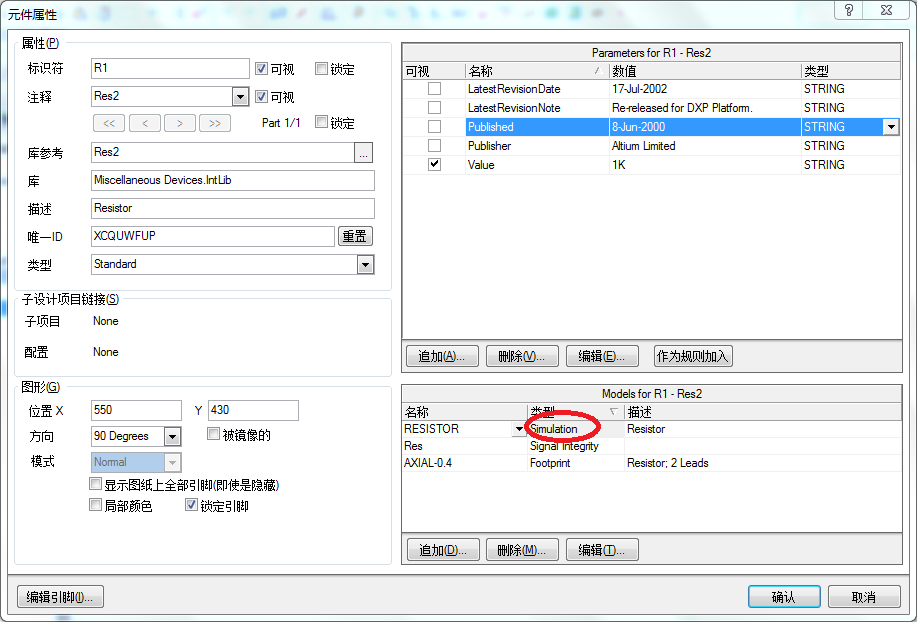 元件属性
属性(P)
标识符 R1 可视 锁定
注释 Res2 可视
<< < > >> Part 1/1 锁定
库参考 Res2 ...
库 Miscellaneous Devices.IntLib
描述 Resistor
唯一ID XCQUWFUP 重置
类型 Standard
子设计项目链接(S)
子项目 None
配置 None
图形(G)
位置 X 550 Y 430
方向 90 Degrees 被镜像的
模式 Normal
显示图纸上全部引脚(即使是隐藏)
局部颜色 锁定引脚
Parameters for R1 - Res2
可视 名称 数值 类型
LatestRevisionDate 17-Jul-2002 STRING
LatestRevisionNote Re-released for DXP Platform. STRING
Published 8-Jun-2000 STRING
Publisher Altium Limited STRING
Value 1K STRING
追加(A)... 删除(V)... 编辑(E)... 作为规则加入
Models for R1 - Res2
名称 类型 描述
RESISTOR Simulation Resistor
Res Signal Integrity
AXIAL-0.4 Footprint Resistor; 2 Leads
追加(D)... 删除(M)... 编辑(T)...
编辑引脚(I)... 确认 取消